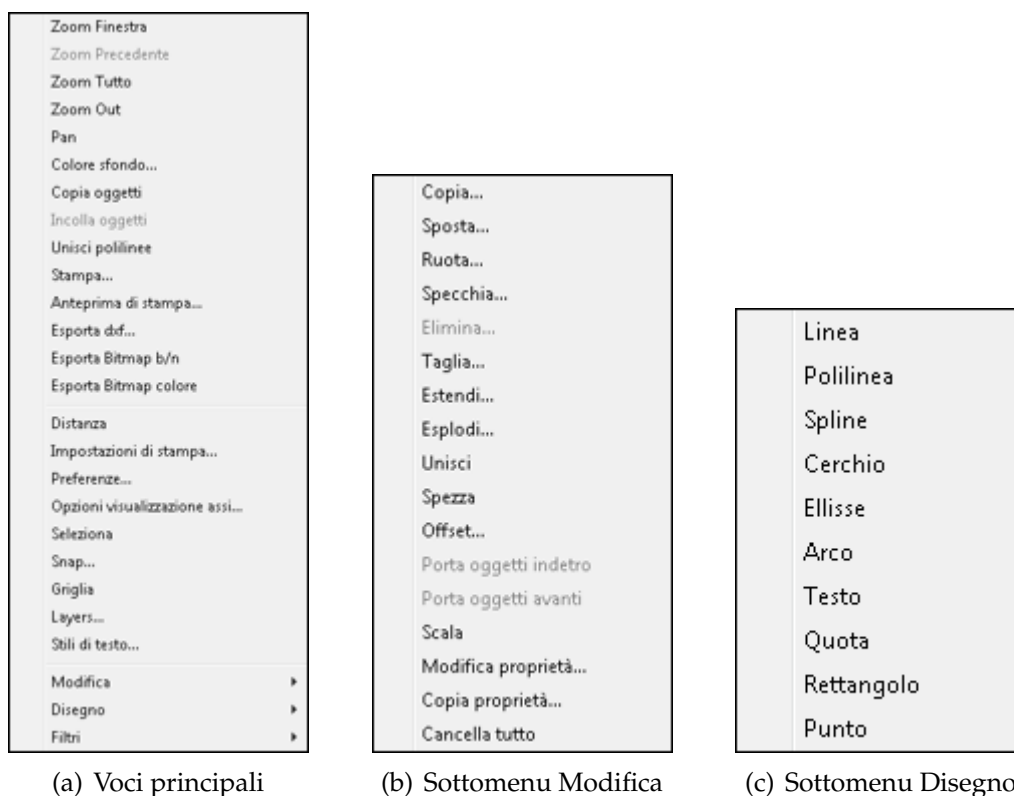 Zoom Finestra
Zoom Precedente
Zoom Tutto
Zoom Out
Pan
Colore sfondo...
Copia oggetti
Incolla oggetti
Unisci polilinee
Stampa...
Anteprima di stampa...
Esporta dxf...
Esporta Bitmap b/n
Esporta Bitmap colore
Distanza
Impostazioni di stampa...
Preferenze...
Opzioni visualizzazione assi...
Seleziona
Snap...
Griglia
Layers...
Stili di testo...
Modifica
Disegno
Filtri
(a) Voci principali
Copia...
Sposta...
Ruota...
Specchia...
Elimina...
Taglia...
Estendi...
Esplodi...
Unisci
Spezza
Offset...
Porta oggetti indetro
Porta oggetti avanti
Scala
Modifica proprietà...
Copia proprietà...
Cancella tutto
(b) Sottomenu Modifica
Linea
Polilinea
Spline
Cerchio
Ellisse
Arco
Testo
Quota
Rettangolo
Punto
(c) Sottomenu Disegno